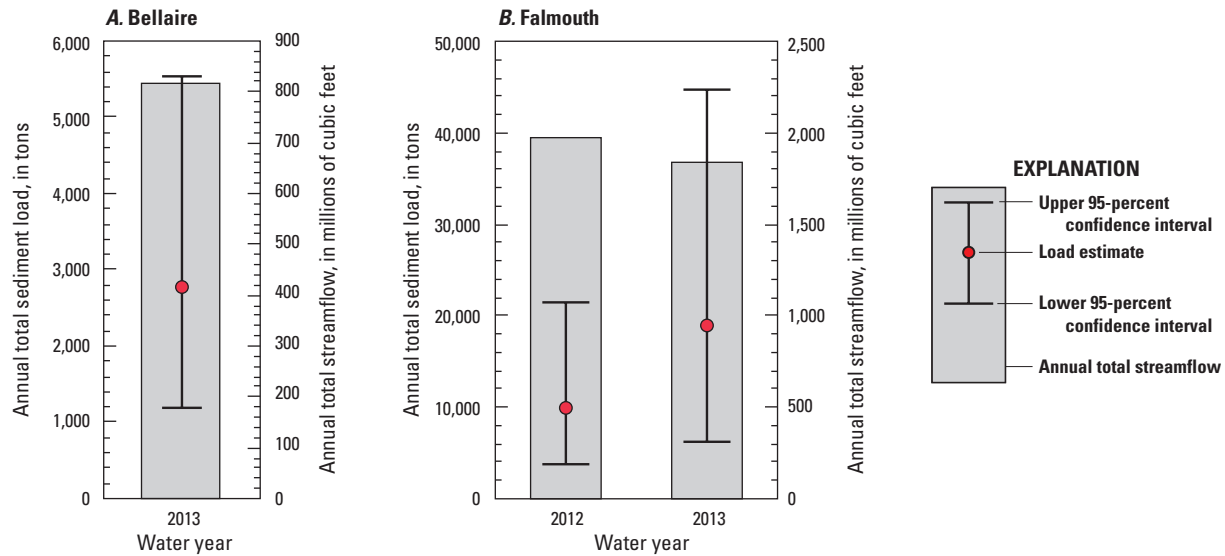 A. Bellaire
Annual total sediment load, in tons
6,000
5,000
4,000
3,000
2,000
1,000
0
900
800
700
600
500
400
300
200
100
0
Annual total streamflow, in millions of cubic feet
2013
Water year
B. Falmouth
Annual total sediment load, in tons
50,000
40,000
30,000
20,000
10,000
0
2,500
2,000
1,500
1,000
500
0
Annual total streamflow, in millions of cubic feet
2012
2013
Water year
EXPLANATION
Upper 95-percent
confidence interval
Load estimate
Lower 95-percent
confidence interval
Annual total streamflow